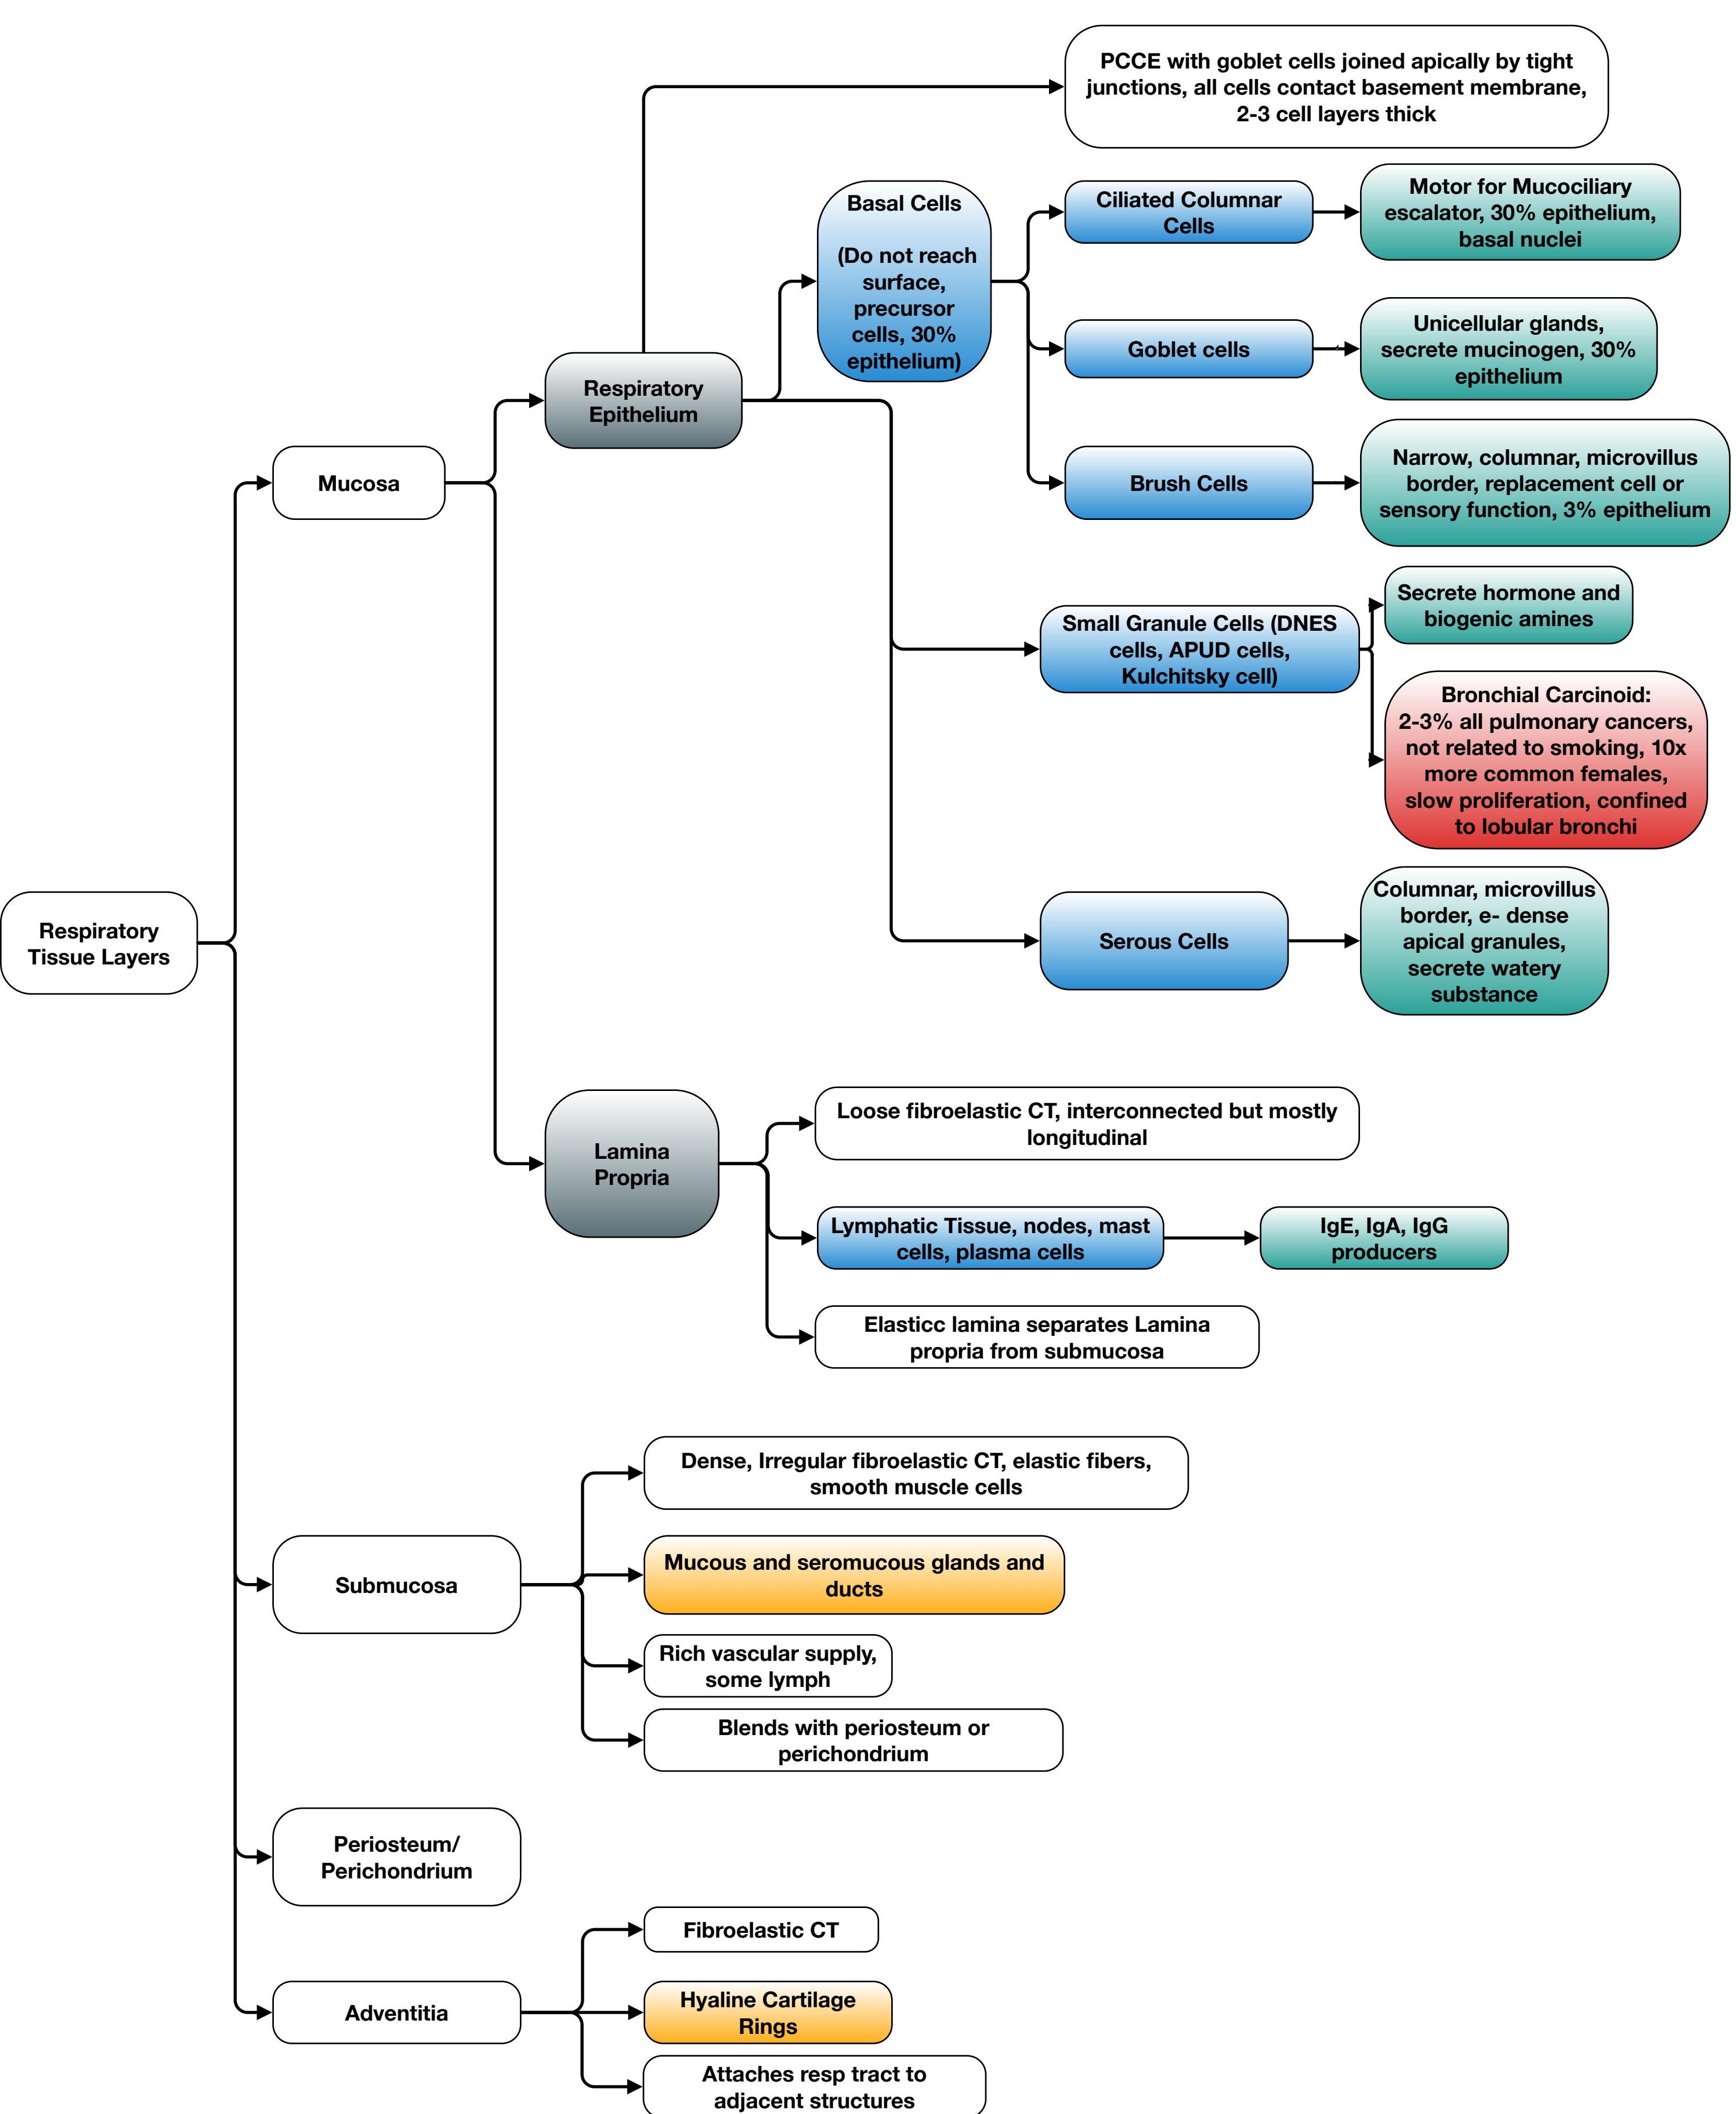 PCCE with goblet cells joined apically by tight
junctions, all cells contact basement membrane,
2-3 cell layers thick
Basal Cells
(Do not reach
surface,
precursor
cells, 30%
epithelium)
Ciliated Columnar
Cells
Motor for Mucociliary
escalator, 30% epithelium,
basal nuclei
Goblet cells
Unicellular glands,
secrete mucinogen, 30%
epithelium
Respiratory
Epithelium
Mucosa
Brush Cells
Narrow, columnar, microvillus
border, replacement cell or
sensory function, 3% epithelium
Small Granule Cells (DNES
cells, APUD cells,
Kulchitsky cell)
Secrete hormone and
biogenic amines
Bronchial Carcinoid:
2-3% all pulmonary cancers,
not related to smoking, 10x
more common females,
slow proliferation, confined
to lobular bronchi
Respiratory
Tissue Layers
Serous Cells
Columnar, microvillus
border, e- dense
apical granules,
secrete watery
substance
Lamina
Propria
Loose fibroelastic CT, interconnected but mostly
longitudinal
Lymphatic Tissue, nodes, mast
cells, plasma cells
IgE, IgA, IgG
producers
Elasticc lamina separates Lamina
propria from submucosa
Submucosa
Dense, Irregular fibroelastic CT, elastic fibers,
smooth muscle cells
Mucous and seromucous glands and
ducts
Rich vascular supply,
some lymph
Blends with periosteum or
perichondrium
Periosteum/
Perichondrium
Adventitia
Fibroelastic CT
Hyaline Cartilage
Rings
Attaches resp tract to
adjacent structures